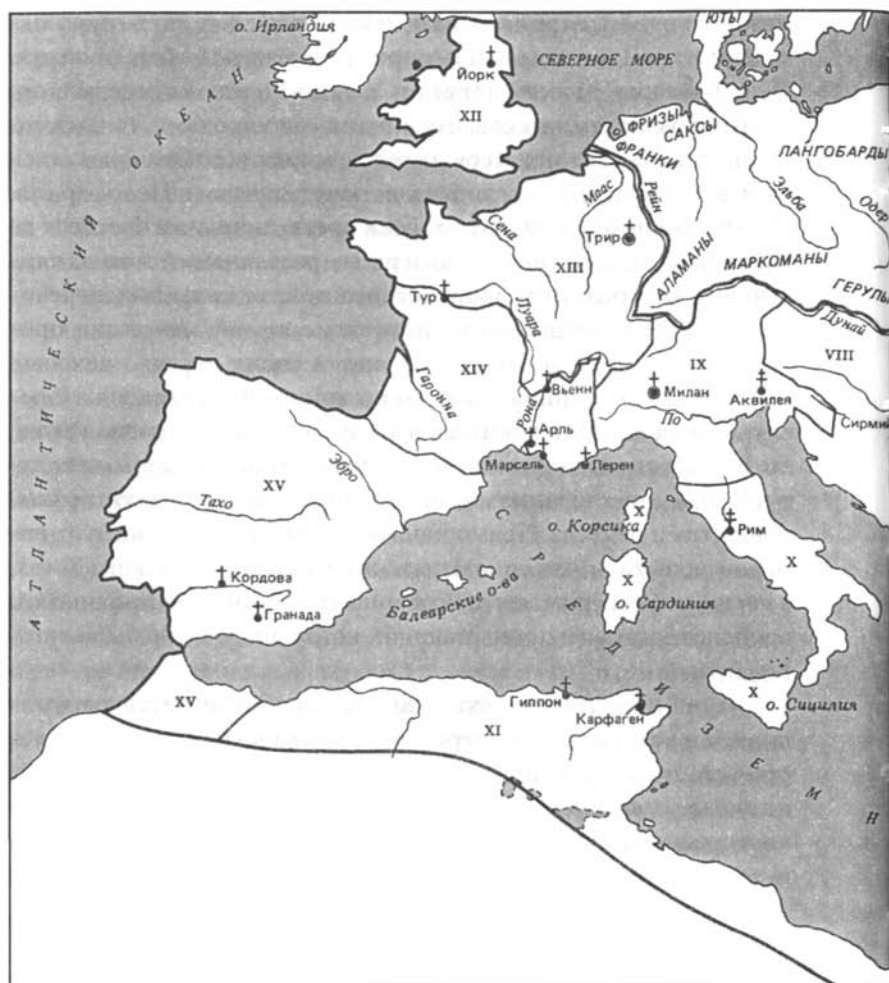 о. Ирландия
ЮТЫ
СЕВЕРНОЕ МОРЕ
Йорк
XII
ФРИЗЫ
САКСЫ
ФРАНКИ
ЛАНГОБАРДЫ
Эльба
Одер
Маас
Рейн
Сена
Трир
XIII
АЛАМАНЫ
МАРКОМАНЫ
ГЕРУЛЫ
Тур
Луара
Дунай
XIV
IX
VIII
Гаронна
Вьенн
Рона
Милан
Аквилея
По
Сирмий
Арль
Марсель
Лерен
Эбро
XV
Тахо
о. Корсика
X
Рим
X
Кордова
Гранада
Балеарские о-ва
X
о. Сардиния
X
о. Сицилия
XV
XI
Гиппон
Карфаген
АТЛАНТИЧЕСКИЙ ОКЕАН
СРЕДИЗЕМН